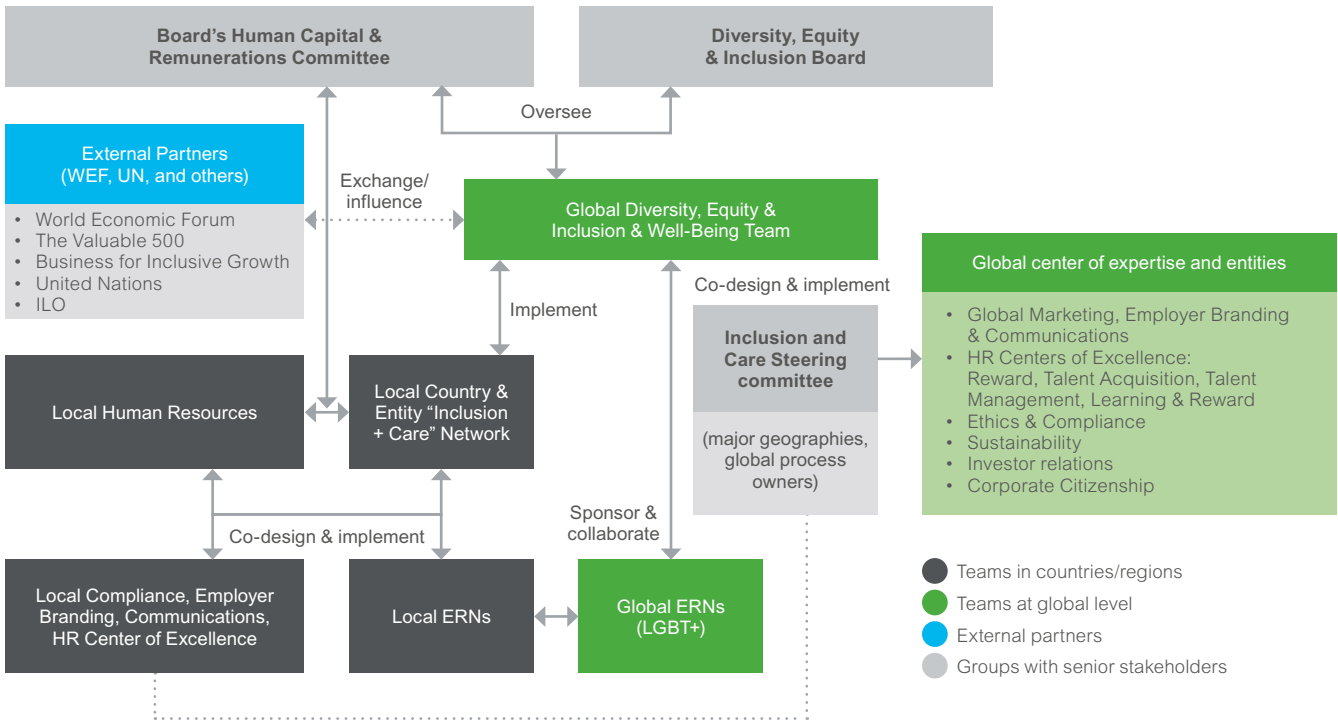 Board's Human Capital &
Remunerations Committee
Diversity, Equity
& Inclusion Board
Oversee
External Partners
(WEF, UN, and others)
• World Economic Forum
• The Valuable 500
• Business for Inclusive Growth
• United Nations
• ILO
Exchange/
influence
Global Diversity, Equity &
Inclusion & Well-Being Team
Implement
Co-design & implement
Inclusion and
Care Steering
committee
(major geographies,
global process
owners)
Global center of expertise and entities
• Global Marketing, Employer Branding
& Communications
• HR Centers of Excellence:
Reward, Talent Acquisition, Talent
Management, Learning & Reward
• Ethics & Compliance
• Sustainability
• Investor relations
• Corporate Citizenship
Local Human Resources
Local Country &
Entity “Inclusion
+ Care” Network
Co-design & implement
Sponsor &
collaborate
Local Compliance, Employer
Branding, Communications,
HR Center of Excellence
Local ERNs
Global ERNs
(LGBT+)
Teams in countries/regions
Teams at global level
External partners
Groups with senior stakeholders